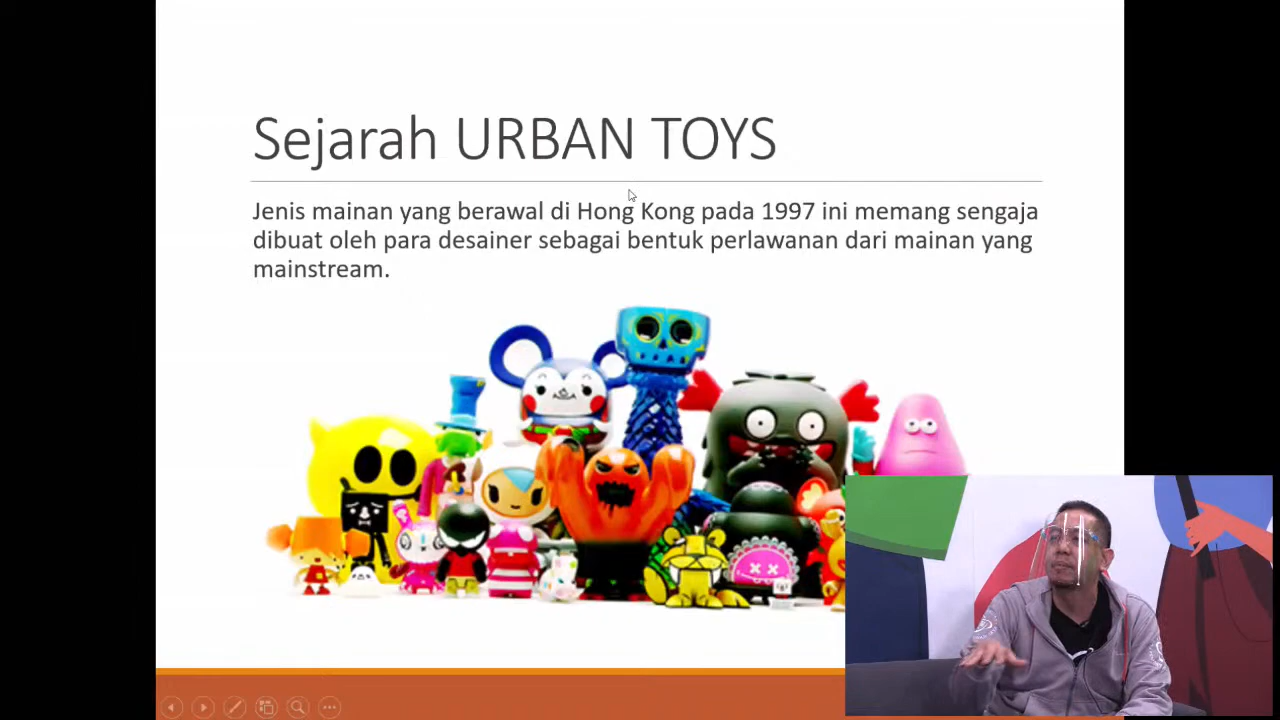 Sejarah URBAN TOYS
Jenis mainan yang berawal di Hong Kong pada 1997 ini memang sengaja
dibuat oleh para desainer sebagai bentuk perlawanan dari mainan yang
mainstream.